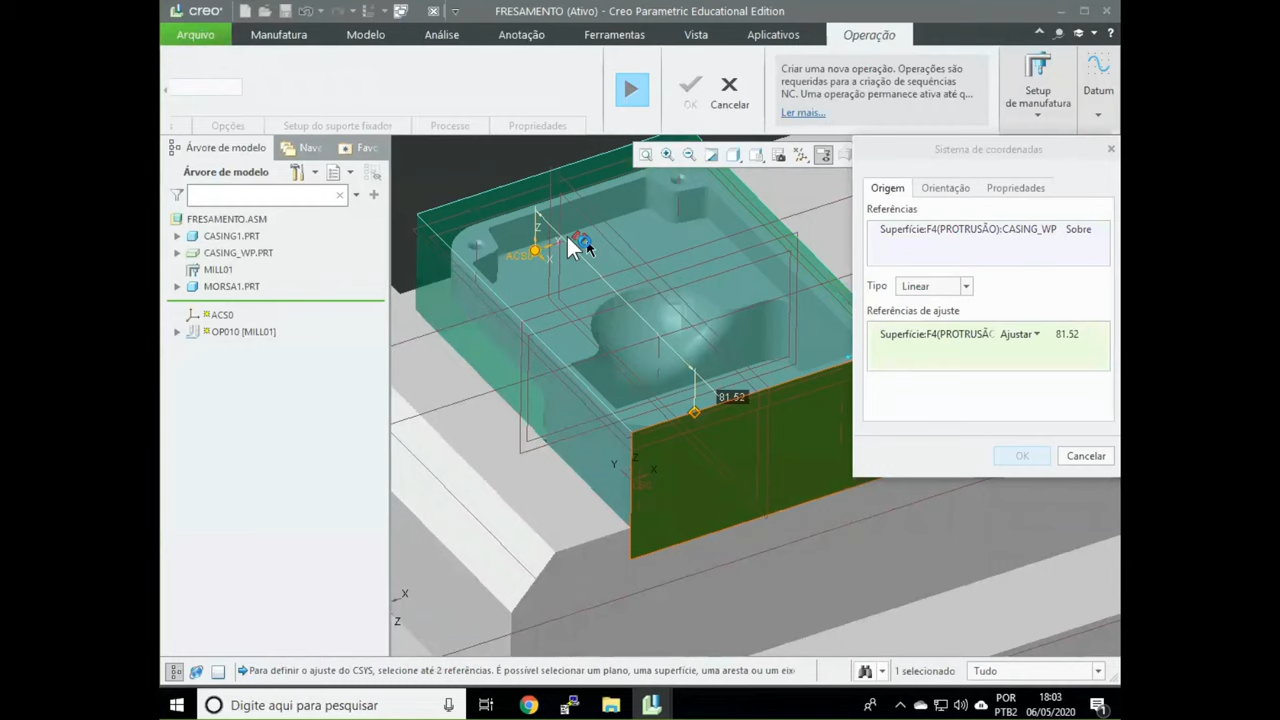 creo
FRESAMENTO (Ativo) - Creo Parametric Educational Edition
Arquivo Manufatura Modelo Análise Anotação Ferramentas Vista Aplicativos Operação
OK Cancelar
Criar uma nova operação. Operações são
requeridas para a criação de sequências
NC. Uma operação permanece ativa até q...
Ler mais...
Setup
de manufatura
Datum
Opções Setup do suporte fixador Processo Propriedades
Árvore de modelo Nave Favc
Árvore de modelo
FRESAMENTO.ASM
CASING1.PRT
CASING_WP.PRT
MILL01
MORSA1.PRT
ACS0
OP010 [MILL01]
Z
Y
ACS0
X
81.52
Z
Y X
X
Z
Sistema de coordenadas
Origem Orientação Propriedades
Referências
Superfície:F4(PROTRUSÃO):CASING_WP Sobre
Tipo Linear
Referências de ajuste
Superfície:F4(PROTRUSÃC Ajustar 81.52
OK Cancelar
Para definir o ajuste do CSYS, selecione até 2 referências. É possível selecionar um plano, uma superfície, uma aresta ou um eixc
1 selecionado Tudo
Digite aqui para pesquisar
POR
PTB2
18:03
06/05/2020